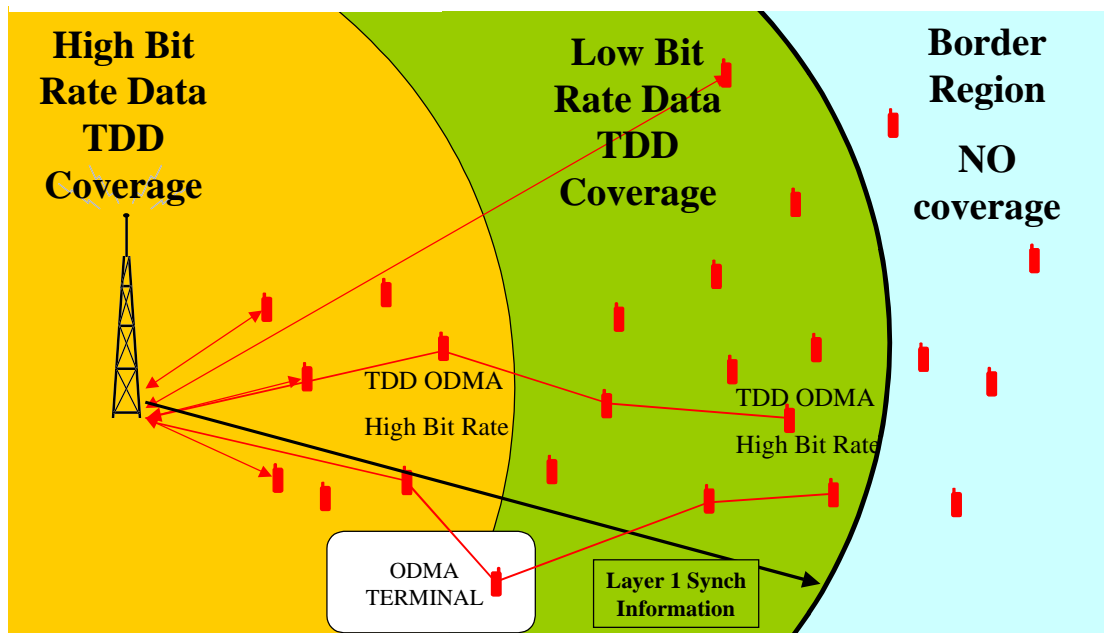 High Bit
Rate Data
TDD
Coverage
Low Bit
Rate Data
TDD
Coverage
Border
Region
NO
coverage
TDD ODMA
High Bit Rate
TDD ODMA
High Bit Rate
ODMA
TERMINAL
Layer 1 Synch
Information